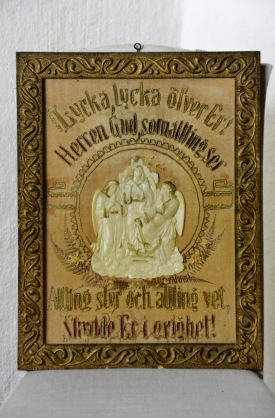 Lycka, lycka öfver Er!
Herren Gud, som allting ser
Allting styr och allting vet,
Skydde Er i evighet!